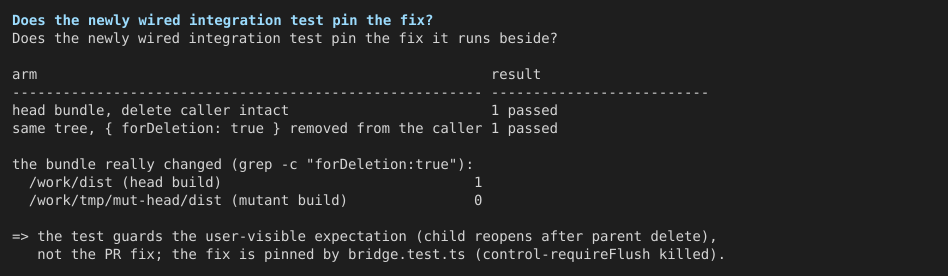 Does the newly wired integration test pin the fix?
Does the newly wired integration test pin the fix it runs beside?
arm result
-------------------------------------------------------- --------------------------
head bundle, delete caller intact 1 passed
same tree, { forDeletion: true } removed from the caller 1 passed
the bundle really changed (grep -c "forDeletion:true"):
/work/dist (head build) 1
/work/tmp/mut-head/dist (mutant build) 0
=> the test guards the user-visible expectation (child reopens after parent delete),
not the PR fix; the fix is pinned by bridge.test.ts (control-requireFlush killed).